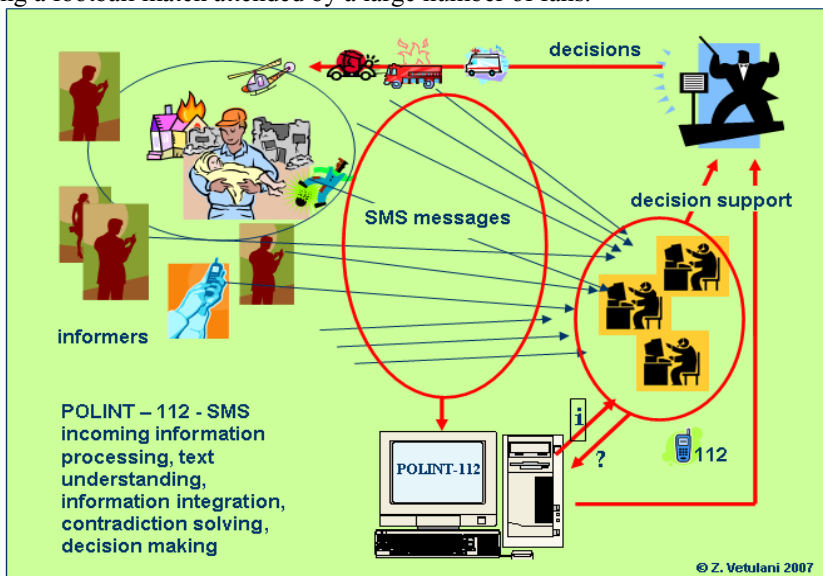 ing a football match attended by a large number of fans.
decisions
decision support
SMS messages
informers
POLINT – 112 - SMS
incoming information
processing, text
understanding,
information integration,
contradiction solving,
decision making
POLINT-112
i
?
112
© Z. Vetulani 2007